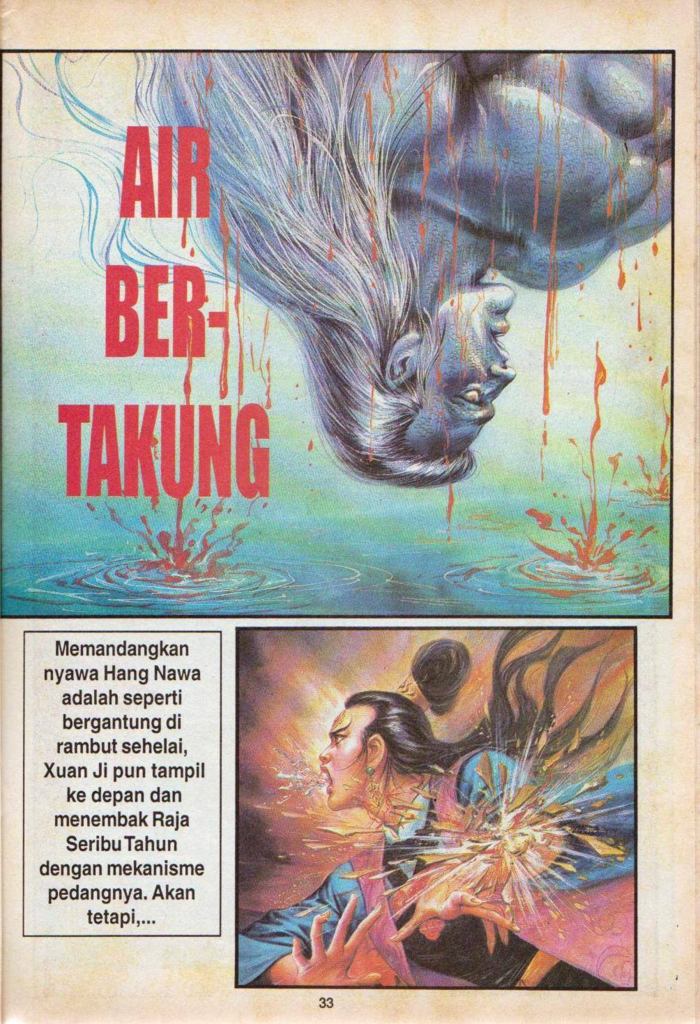 AIR
BER-
TAKUNG
Memandangkan
nyawa Hang Nawa
adalah seperti
bergantung di
rambut sehelai,
Xuan Ji pun tampil
ke depan dan
menembak Raja
Seribu Tahun
dengan mekanisme
pedangnya. Akan
tetapi,...
33